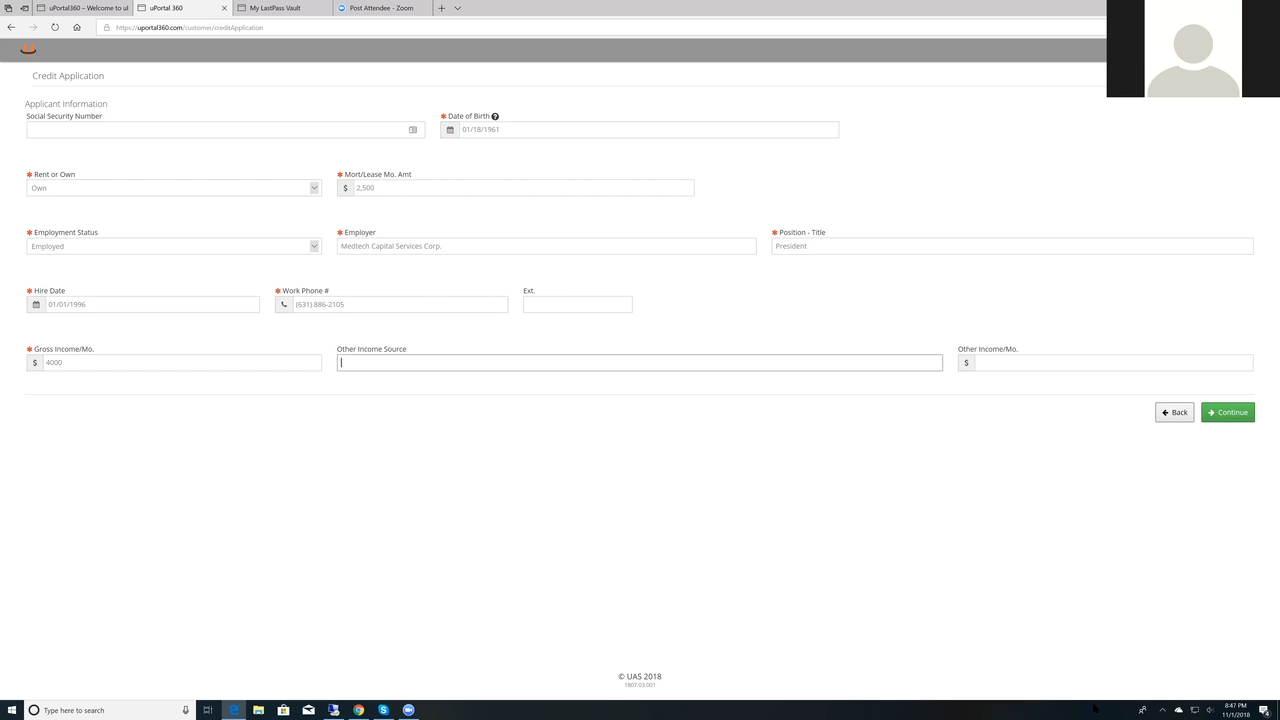 uPortal360 – Welcome to ul
uPortal 360
My LastPass Vault
Post Attendee - Zoom
https://uportal360.com/customer/creditApplication
Credit Application
Applicant Information
Social Security Number
* Date of Birth ?
01/18/1961
* Rent or Own
* Mort/Lease Mo. Amt
Own
$ 2,500
* Employment Status
* Employer
* Position - Title
Employed
Medtech Capital Services Corp.
President
* Hire Date
* Work Phone #
Ext.
01/01/1996
(631) 886-2105
* Gross Income/Mo.
Other Income Source
Other Income/Mo.
$ 4000
$
Back
Continue
© UAS 2018
1807.03.001
Type here to search
8:47 PM
11/1/2018
4